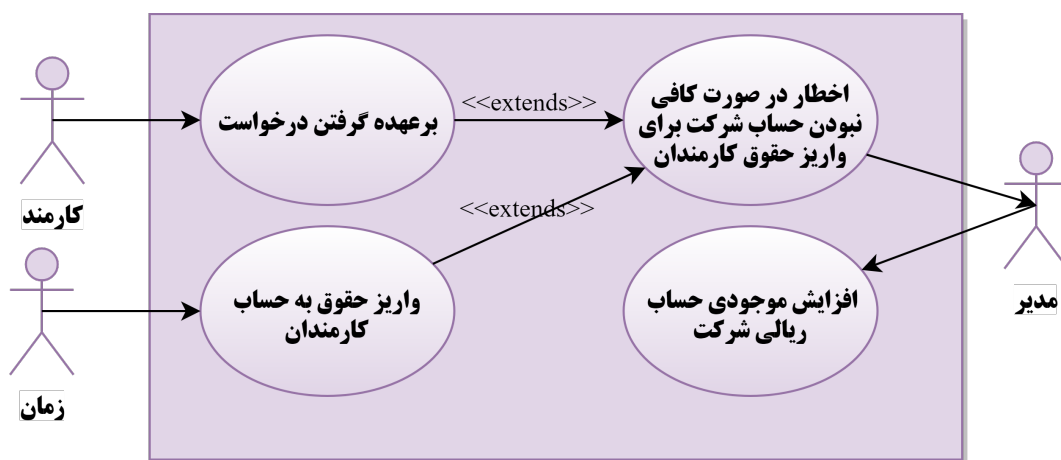 کارمند
زمان
برعهده گرفتن درخواست
<<extends>>
اخطار در صورت کافی
نبودن حساب شرکت برای
واریز حقوق کارمندان
واریز حقوق به حساب
کارمندان
<<extends>>
افزایش موجودی حساب
ریالی شرکت
مدیر